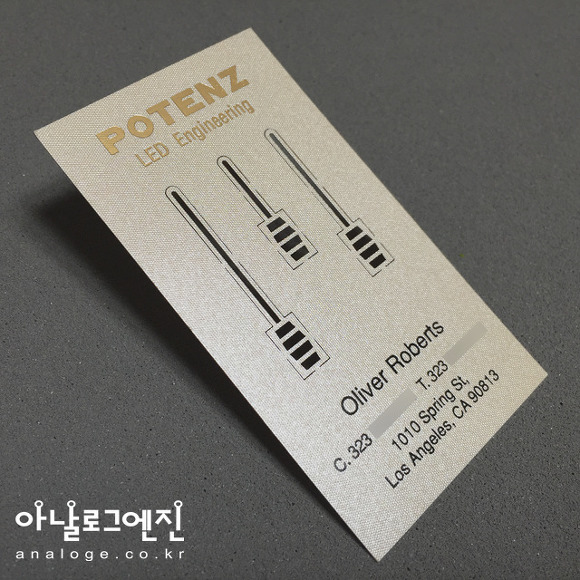 POTENZ
LED Engineering
Oliver Roberts
C. 323 T. 323
1010 Spring St,
Los Angeles, CA 90813
아날로그엔진
analoge.co.kr